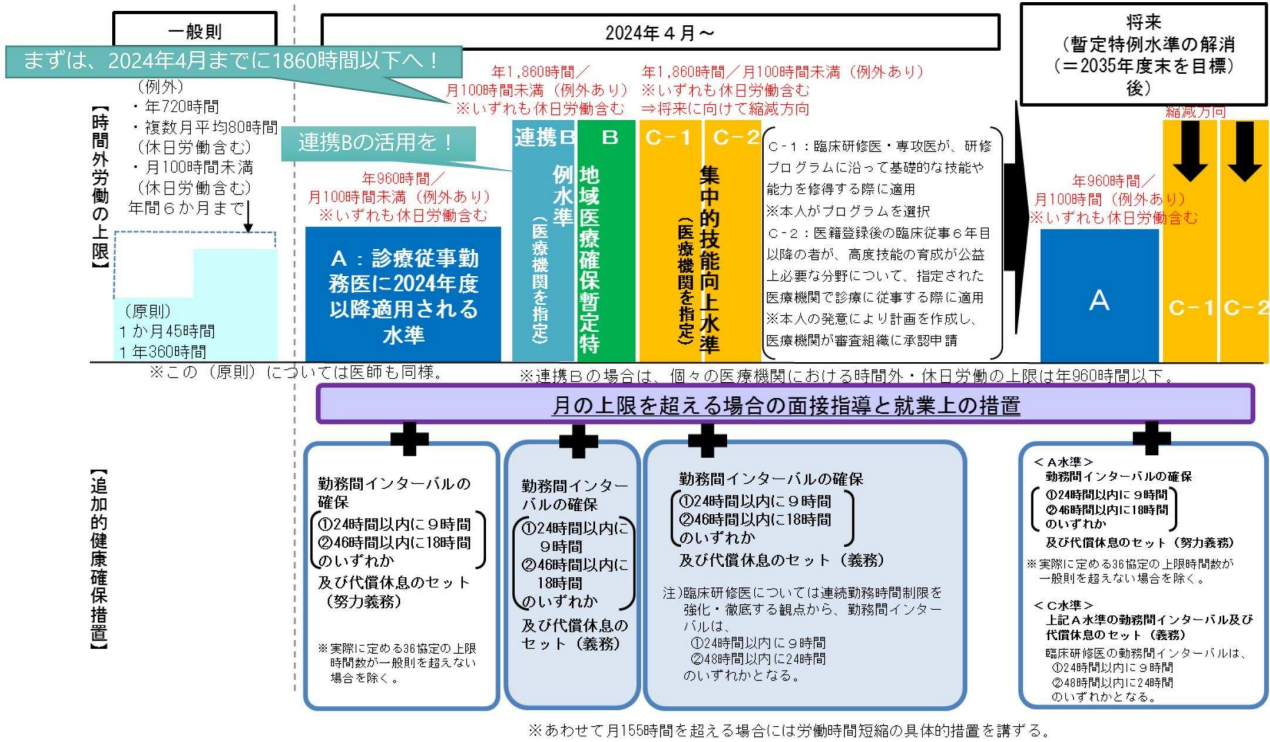 一般則
2024年4月～
将来
（暫定特例水準の解消
（＝2035年度末を目標）
後）
まずは、2024年4月までに1860時間以下へ！
【時間外労働の上限】
（例外）
・年720時間
・複数月平均80時間
（休日労働含む）
・月100時間未満
（休日労働含む）
年間6か月まで
（原則）
1か月45時間
1年360時間
※この（原則）については医師も同様。
連携Bの活用を！
年960時間／
月100時間未満（例外あり）
※いずれも休日労働含む
A：診療従事勤
務医に2024年度
以降適用される
水準
年1,860時間／
月100時間未満（例外あり）
※いずれも休日労働含む
連携B
B
地域医療確保暫定特
例水準
（医療機関を指定）
年1,860時間／月100時間未満（例外あり）
※いずれも休日労働含む
⇒将来に向けて縮減方向
C-1
C-2
集中的技能向上水準
（医療機関を指定）
C-1：臨床研修医・専攻医が、研修
プログラムに沿って基礎的な技能や
能力を修得する際に適用
※本人がプログラムを選択
C-2：医籍登録後の臨床従事6年目
以降の者が、高度技能の育成が公益
上必要な分野について、指定された
医療機関で診療に従事する際に適用
※本人の発意により計画を作成し、
医療機関が審査組織に承認申請
縮減方向
年960時間／
月100時間（例外あり）
※いずれも休日労働含む
A
C-1
C-2
※連携Bの場合は、個々の医療機関における時間外・休日労働の上限は年960時間以下。
月の上限を超える場合の面接指導と就業上の措置
【追加的健康確保措置】
勤務間インターバルの
確保
①24時間以内に9時間
②46時間以内に18時間
のいずれか
及び代償休息のセット
（努力義務）
※実際に定める36協定の上限
時間数が一般則を超えない
場合を除く。
勤務間インター
バルの確保
①24時間以内に
9時間
②46時間以内に
18時間
のいずれか
及び代償休息の
セット（義務）
勤務間インターバルの確保
①24時間以内に9時間
②46時間以内に18時間
のいずれか
及び代償休息のセット（義務）
注）臨床研修医については連続勤務時間制限を
強化・徹底する観点から、勤務間インター
バルは、
①24時間以内に9時間
②48時間以内に24時間
のいずれかとなる。
＜A水準＞
勤務間インターバルの確保
①24時間以内に9時間
②46時間以内に18時間
のいずれか
及び代償休息のセット（努力義務）
※実際に定める36協定の上限時間数が
一般則を超えない場合を除く。
＜C水準＞
上記A水準の勤務間インターバル及び
代償休息のセット（義務）
臨床研修医の勤務間インターバルは、
①24時間以内に9時間
②48時間以内に24時間
のいずれかとなる。
※あわせて月155時間を超える場合には労働時間短縮の具体的措置を講ずる。